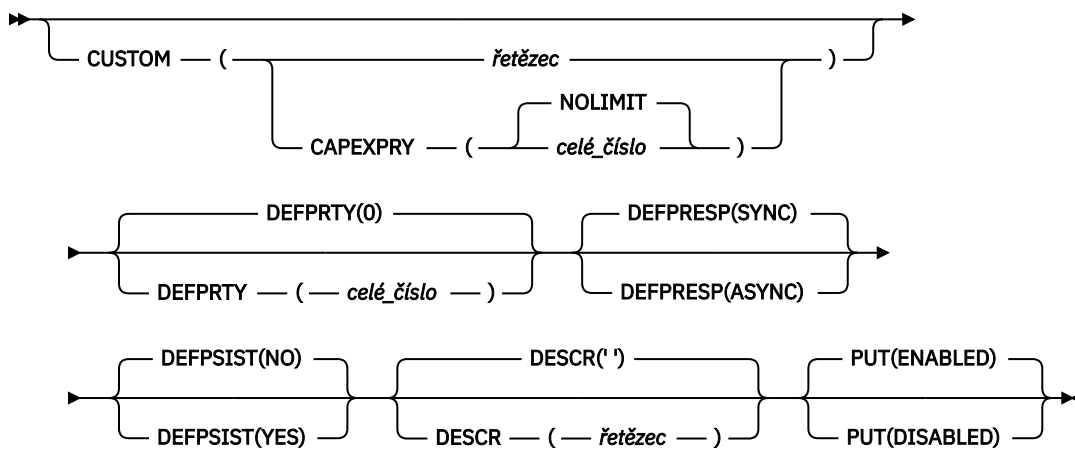 CUSTOM ( řetězec )
NOLIMIT
CAPEXPRY ( celé_číslo )
DEFPRTY(0) DEFPRESP(SYNC)
DEFPRTY ( celé_číslo ) DEFPRESP(ASYNC)
DEFPSIST(NO) DESCR(' ') PUT(ENABLED)
DEFPSIST(YES) DESCR ( řetězec ) PUT(DISABLED)